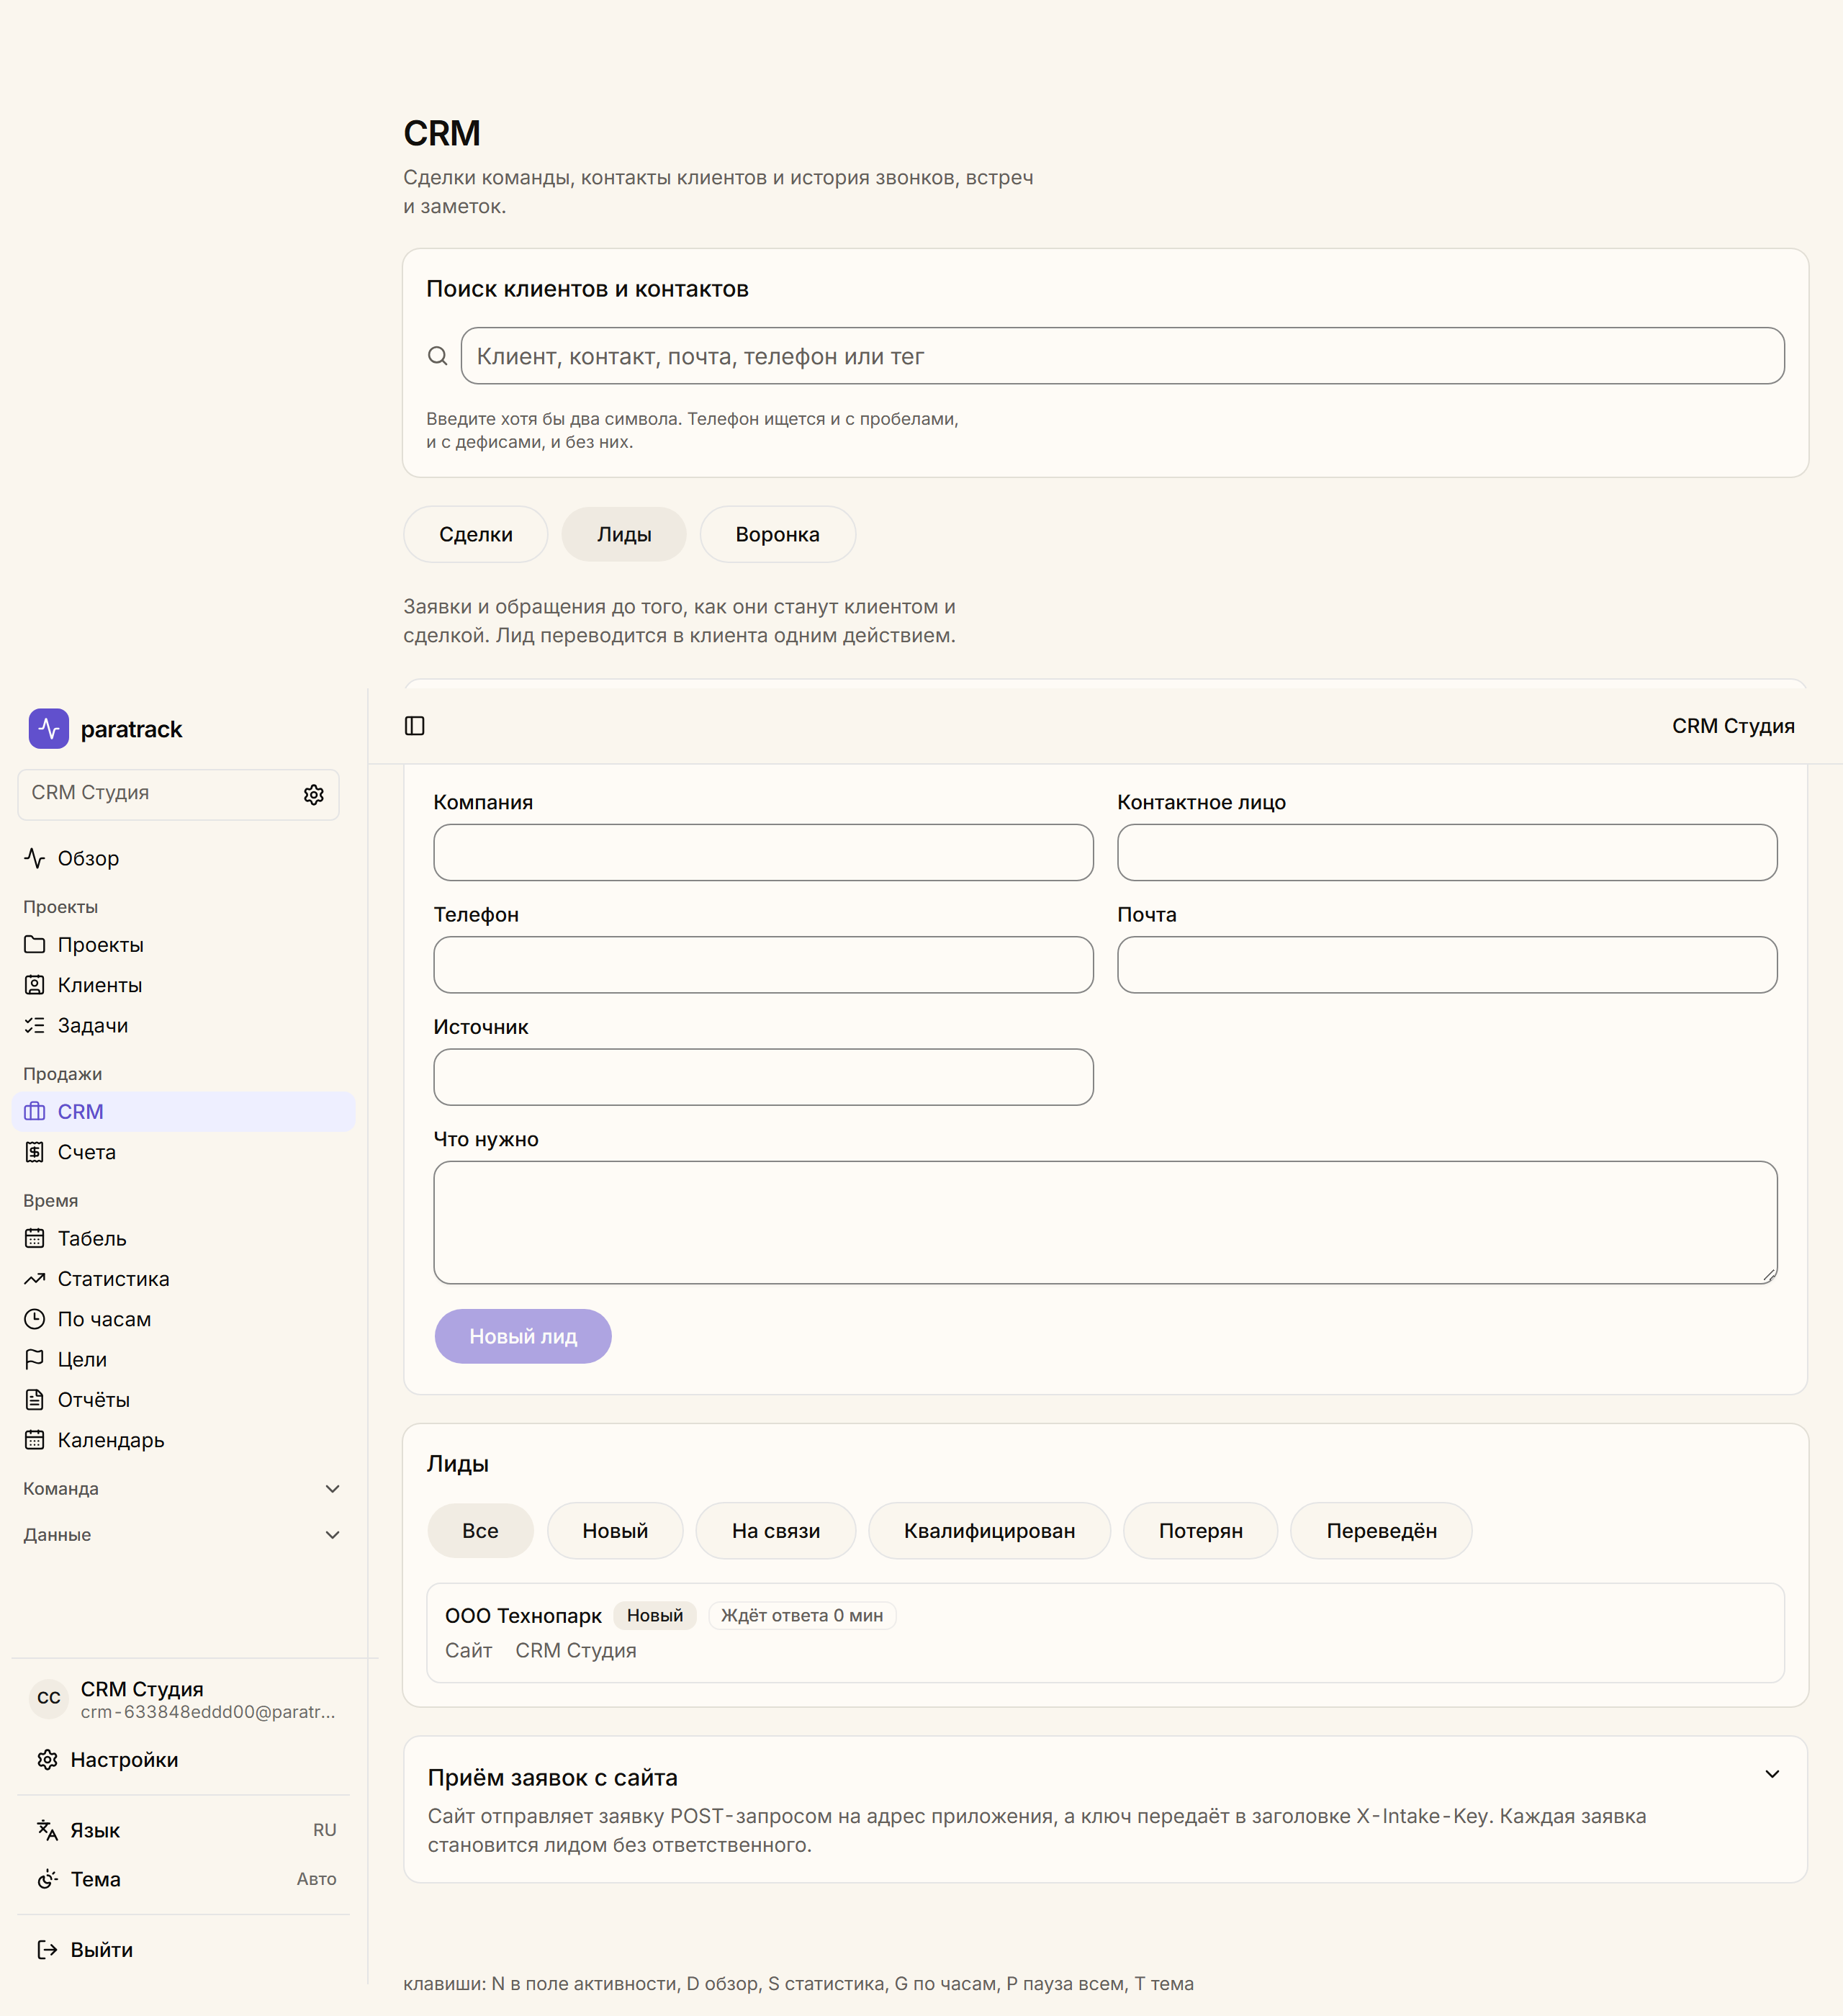 CRM
Сделки команды, контакты клиентов и история звонков, встреч
и заметок.
Поиск клиентов и контактов
Клиент, контакт, почта, телефон или тег
Введите хотя бы два символа. Телефон ищется и с пробелами,
и с дефисами, и без них.
Сделки
Лиды
Воронка
Заявки и обращения до того, как они станут клиентом и
сделкой. Лид переводится в клиента одним действием.
paratrack
CRM Студия
CRM Студия
Обзор
Проекты
Проекты
Клиенты
Задачи
Продажи
CRM
Счета
Время
Табель
Статистика
По часам
Цели
Отчёты
Календарь
Команда
Данные
CC
CRM Студия
crm-633848eddd00@paratr...
Настройки
Язык
RU
Тема
Авто
Выйти
Компания
Контактное лицо
Телефон
Почта
Источник
Что нужно
Новый лид
Лиды
Все
Новый
На связи
Квалифицирован
Потерян
Переведён
ООО Технопарк
Новый
Ждёт ответа 0 мин
Сайт
CRM Студия
Приём заявок с сайта
Сайт отправляет заявку POST-запросом на адрес приложения, а ключ передаёт в заголовке X-Intake-Key. Каждая заявка
становится лидом без ответственного.
клавиши: N в поле активности, D обзор, S статистика, G по часам, P пауза всем, T тема